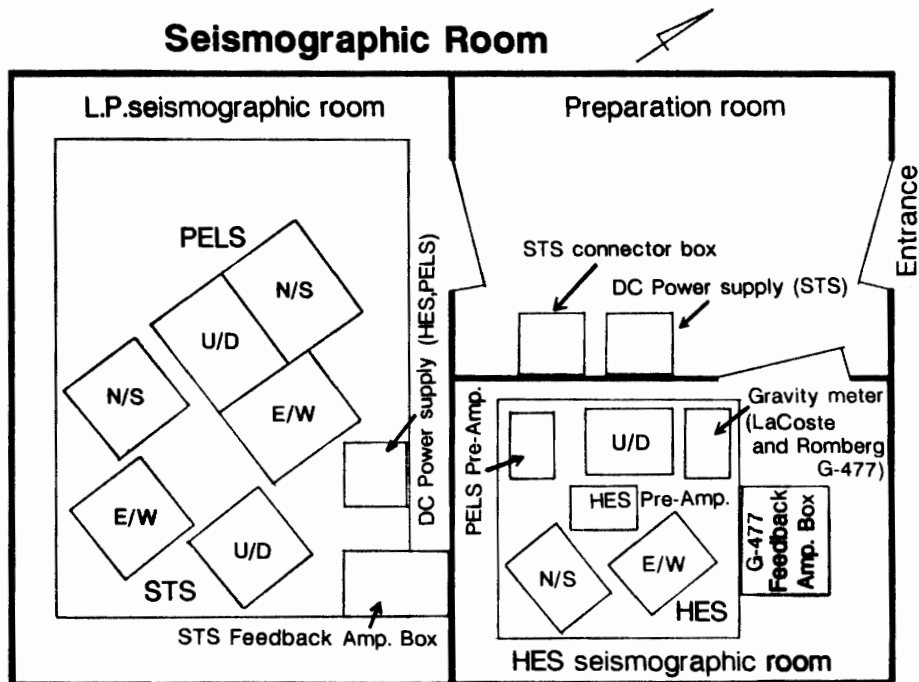 Seismographic Room
L.P.seismographic room
PELS
N/S
U/D
E/W
N/S
E/W
U/D
STS
DC Power supply (HES,PELS)
STS Feedback Amp. Box
Preparation room
Entrance
STS connector box
DC Power supply (STS)
PELS Pre-Amp.
U/D
Gravity meter
(LaCoste
and Romberg
G-477)
HES Pre-Amp.
N/S
E/W
HES
G-477
Feedback
Amp. Box
HES seismographic room